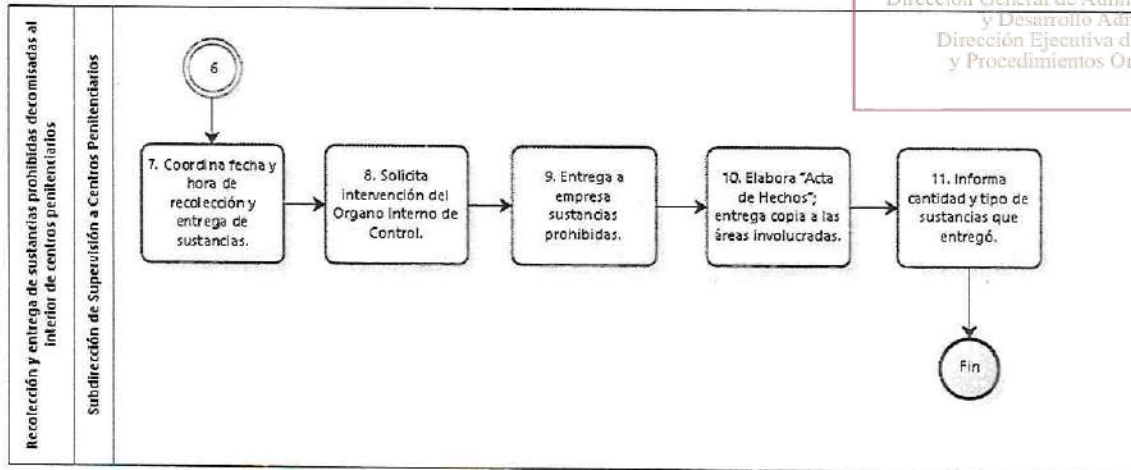 Dirección General de Admi
y Desarrollo Adm
Dirección Ejecutiva d
y Procedimientos Or
Recolección y entrega de sustancias prohibidas decomisadas al
interior de centros penitenciarios
Subdirección de Supervisión a Centros Penitenciarios
6
7. Coordina fecha y
hora de
recolección y
entrega de
sustancias.
8. Solicita
intervención del
Organo Interno de
Control.
9. Entrega a
empresa
sustancias
prohibidas.
10. Elabora "Acta
de Hechos";
entrega copia a las
áreas involucradas.
11. Informa
cantidad y tipo de
sustancias que
entregó.
Fin